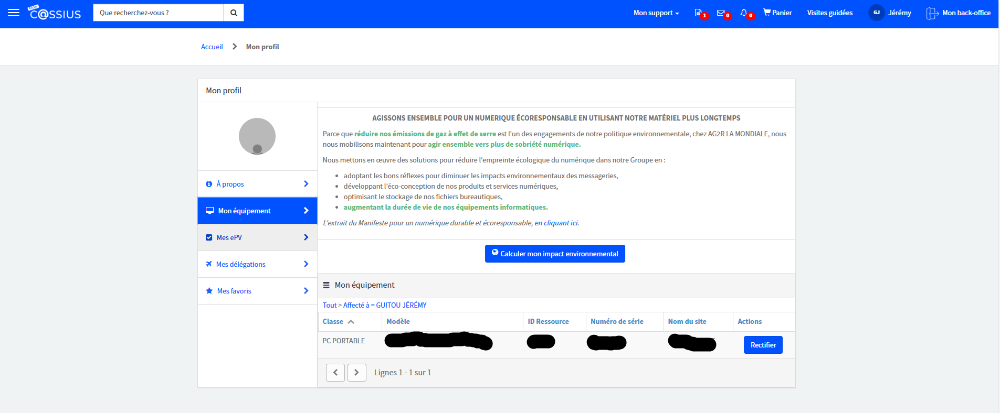 Mon
C@SSIUS
Que recherchez-vous ?
Mon support
1
0
0
Panier
Visites guidées
GJ
Jérémy
Mon back-office
Accueil
Mon profil
Mon profil
À propos
Mon équipement
Mes ePV
Mes délégations
Mes favoris
AGISSONS ENSEMBLE POUR UN NUMERIQUE ÉCORESPONSABLE EN UTILISANT NOTRE MATÉRIEL PLUS LONGTEMPS
Parce que réduire nos émissions de gaz à effet de serre est l'un des engagements de notre politique environnementale, chez AG2R LA MONDIALE, nous
nous mobilisons maintenant pour agir ensemble vers plus de sobriété numérique.
Nous mettons en œuvre des solutions pour réduire l'empreinte écologique du numérique dans notre Groupe en :
• adoptant les bons réflexes pour diminuer les impacts environnementaux des messageries,
• développant l'éco-conception de nos produits et services numériques,
• optimisant le stockage de nos fichiers bureautiques,
• augmentant la durée de vie de nos équipements informatiques.
L'extrait du Manifeste pour un numérique durable et écoresponsable, en cliquant ici.
Calculer mon impact environnemental
Mon équipement
Tout > Affecté à = GUITOU JÉRÉMY
Classe Modèle ID Ressource Numéro de série Nom du site Actions
PC PORTABLE Rectifier
Lignes 1 - 1 sur 1